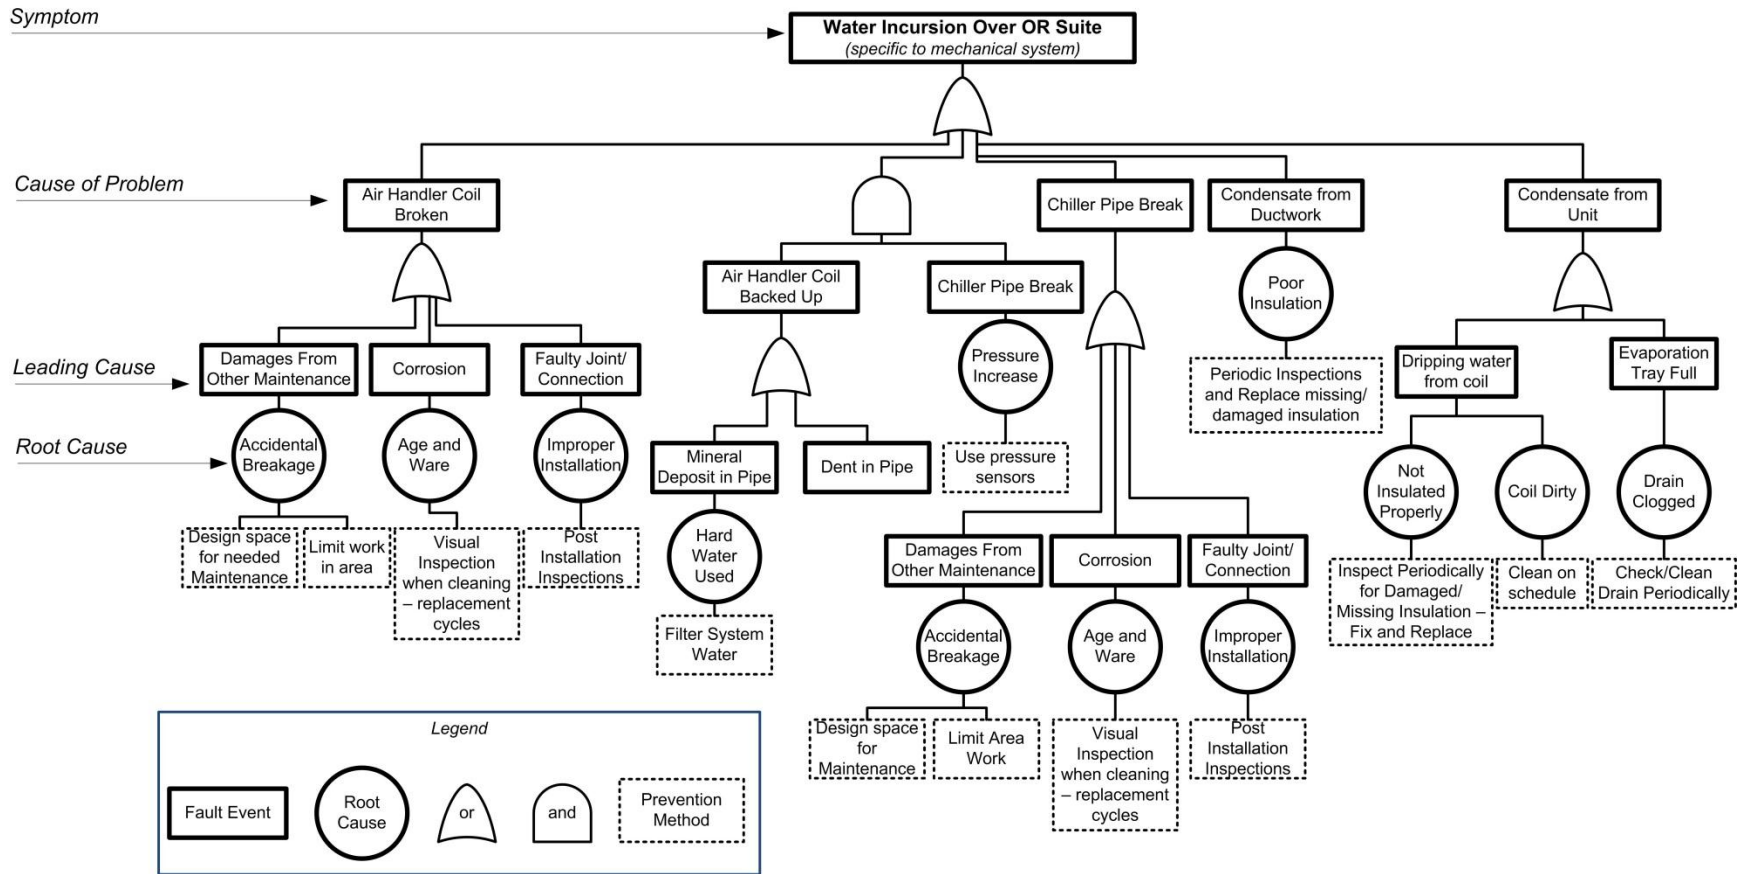 Symptom
Water Incursion Over OR Suite
(specific to mechanical system)
Cause of Problem
Air Handler Coil
Broken
Chiller Pipe Break
Condensate from
Ductwork
Condensate from
Unit
Air Handler Coil
Backed Up
Chiller Pipe Break
Poor
Insulation
Leading Cause
Damages From
Other Maintenance
Corrosion
Faulty Joint/
Connection
Pressure
Increase
Periodic Inspections
and Replace missing/
damaged insulation
Dripping water
from coil
Evaporation
Tray Full
Root Cause
Accidental
Breakage
Age and
Ware
Improper
Installation
Mineral
Deposit in Pipe
Dent in Pipe
Use pressure
sensors
Not
Insulated
Properly
Coil Dirty
Drain
Clogged
Design space
for needed
Maintenance
Limit work
in area
Visual
Inspection
when cleaning
– replacement
cycles
Post
Installation
Inspections
Hard
Water
Used
Damages From
Other Maintenance
Corrosion
Faulty Joint/
Connection
Inspect Periodically
for Damaged/
Missing Insulation –
Fix and Replace
Clean on
schedule
Check/Clean
Drain Periodically
Filter System
Water
Accidental
Breakage
Age and
Ware
Improper
Installation
Design space
for
Maintenance
Limit Area
Work
Visual
Inspection
when cleaning
– replacement
cycles
Post
Installation
Inspections
Legend
Fault Event
Root
Cause
or
and
Prevention
Method